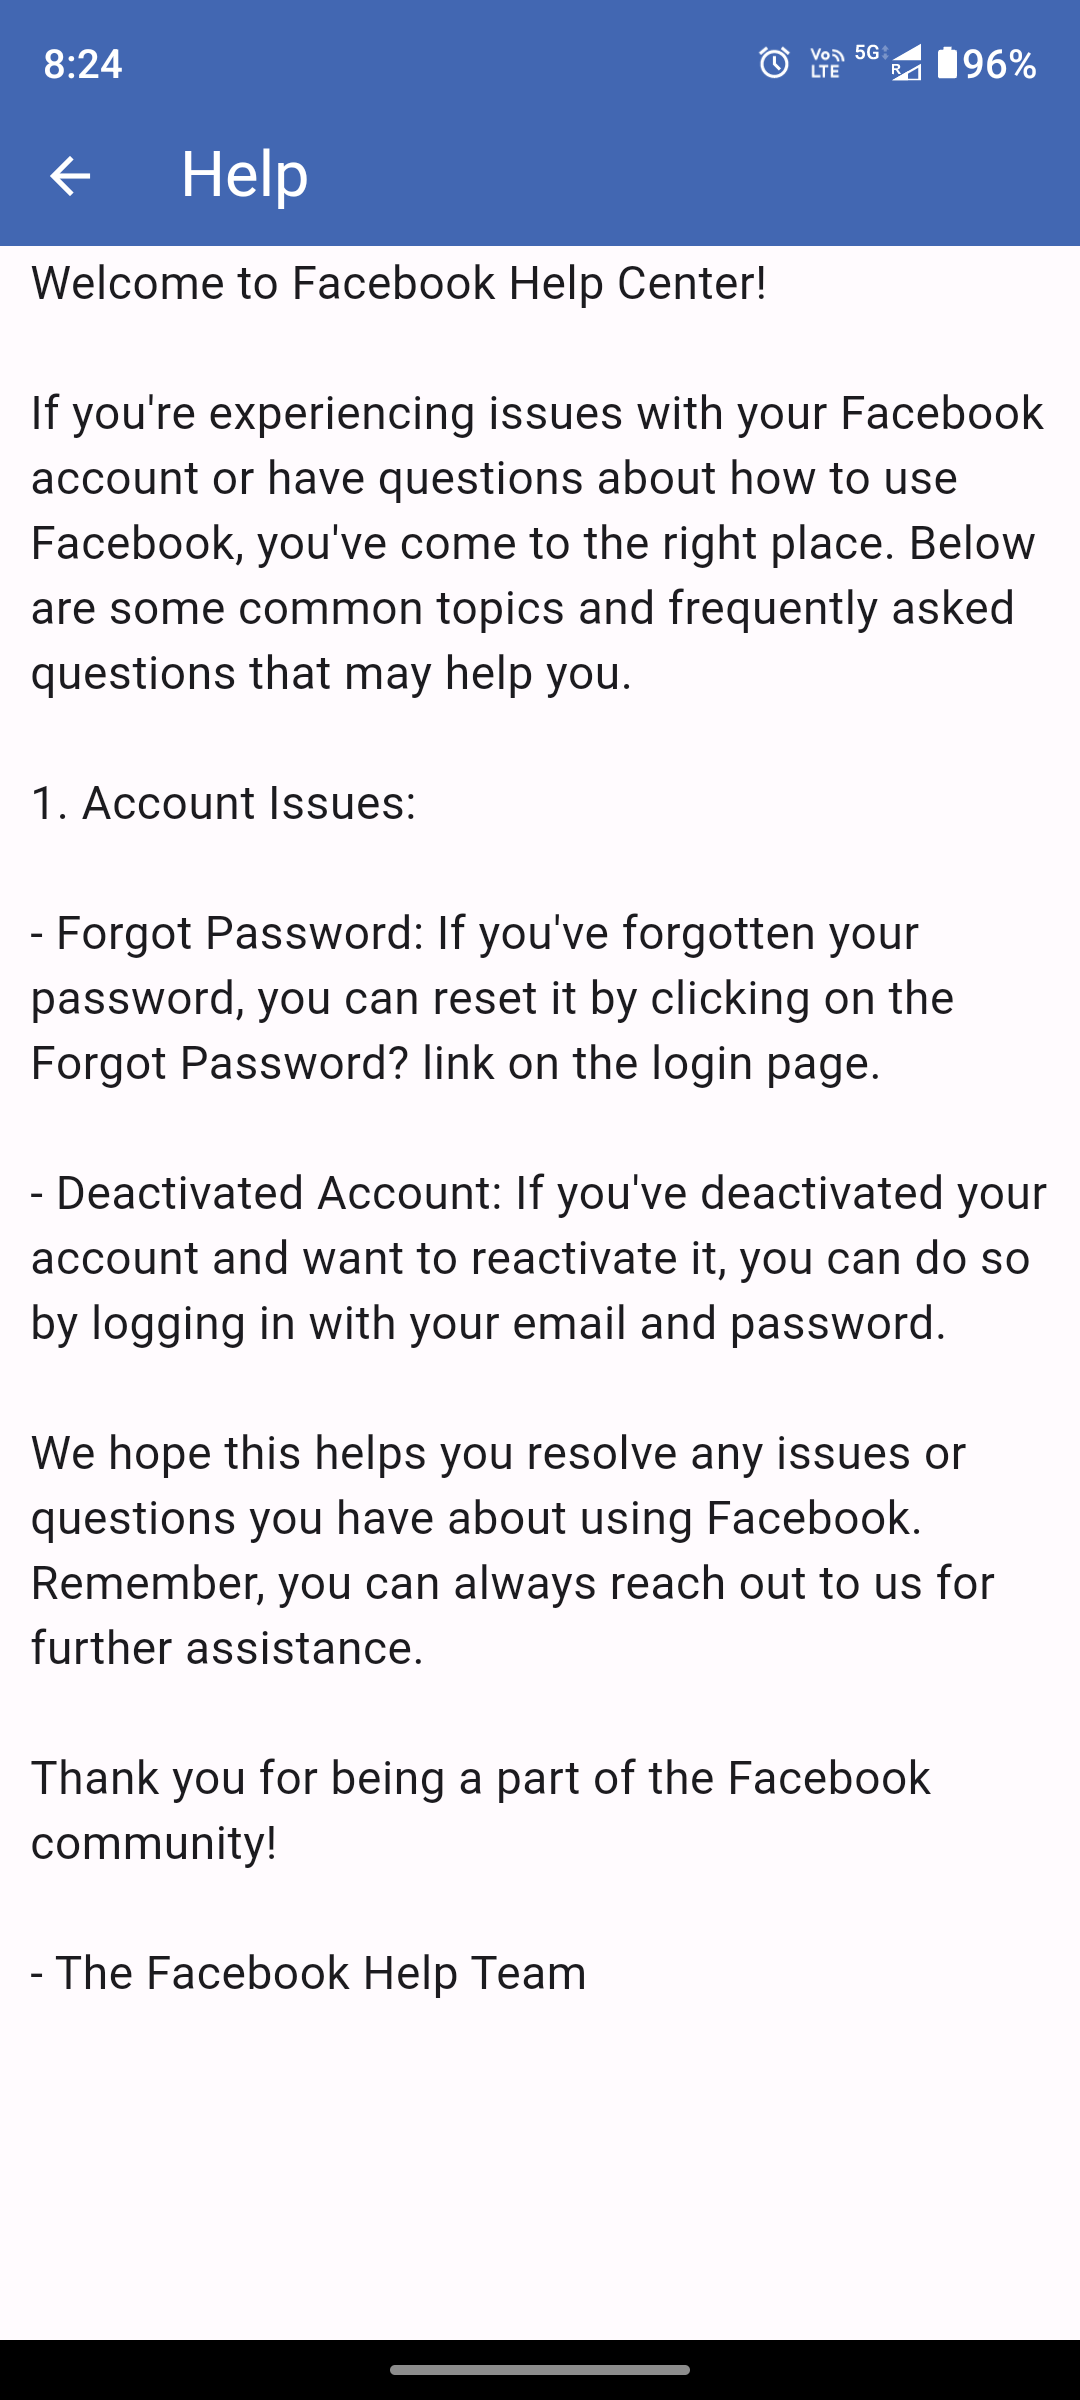 8:24
Vo LTE 5G R 96%
Help
Welcome to Facebook Help Center!
If you're experiencing issues with your Facebook
account or have questions about how to use
Facebook, you've come to the right place. Below
are some common topics and frequently asked
questions that may help you.
1. Account Issues:
- Forgot Password: If you've forgotten your
password, you can reset it by clicking on the
Forgot Password? link on the login page.
- Deactivated Account: If you've deactivated your
account and want to reactivate it, you can do so
by logging in with your email and password.
We hope this helps you resolve any issues or
questions you have about using Facebook.
Remember, you can always reach out to us for
further assistance.
Thank you for being a part of the Facebook
community!
- The Facebook Help Team